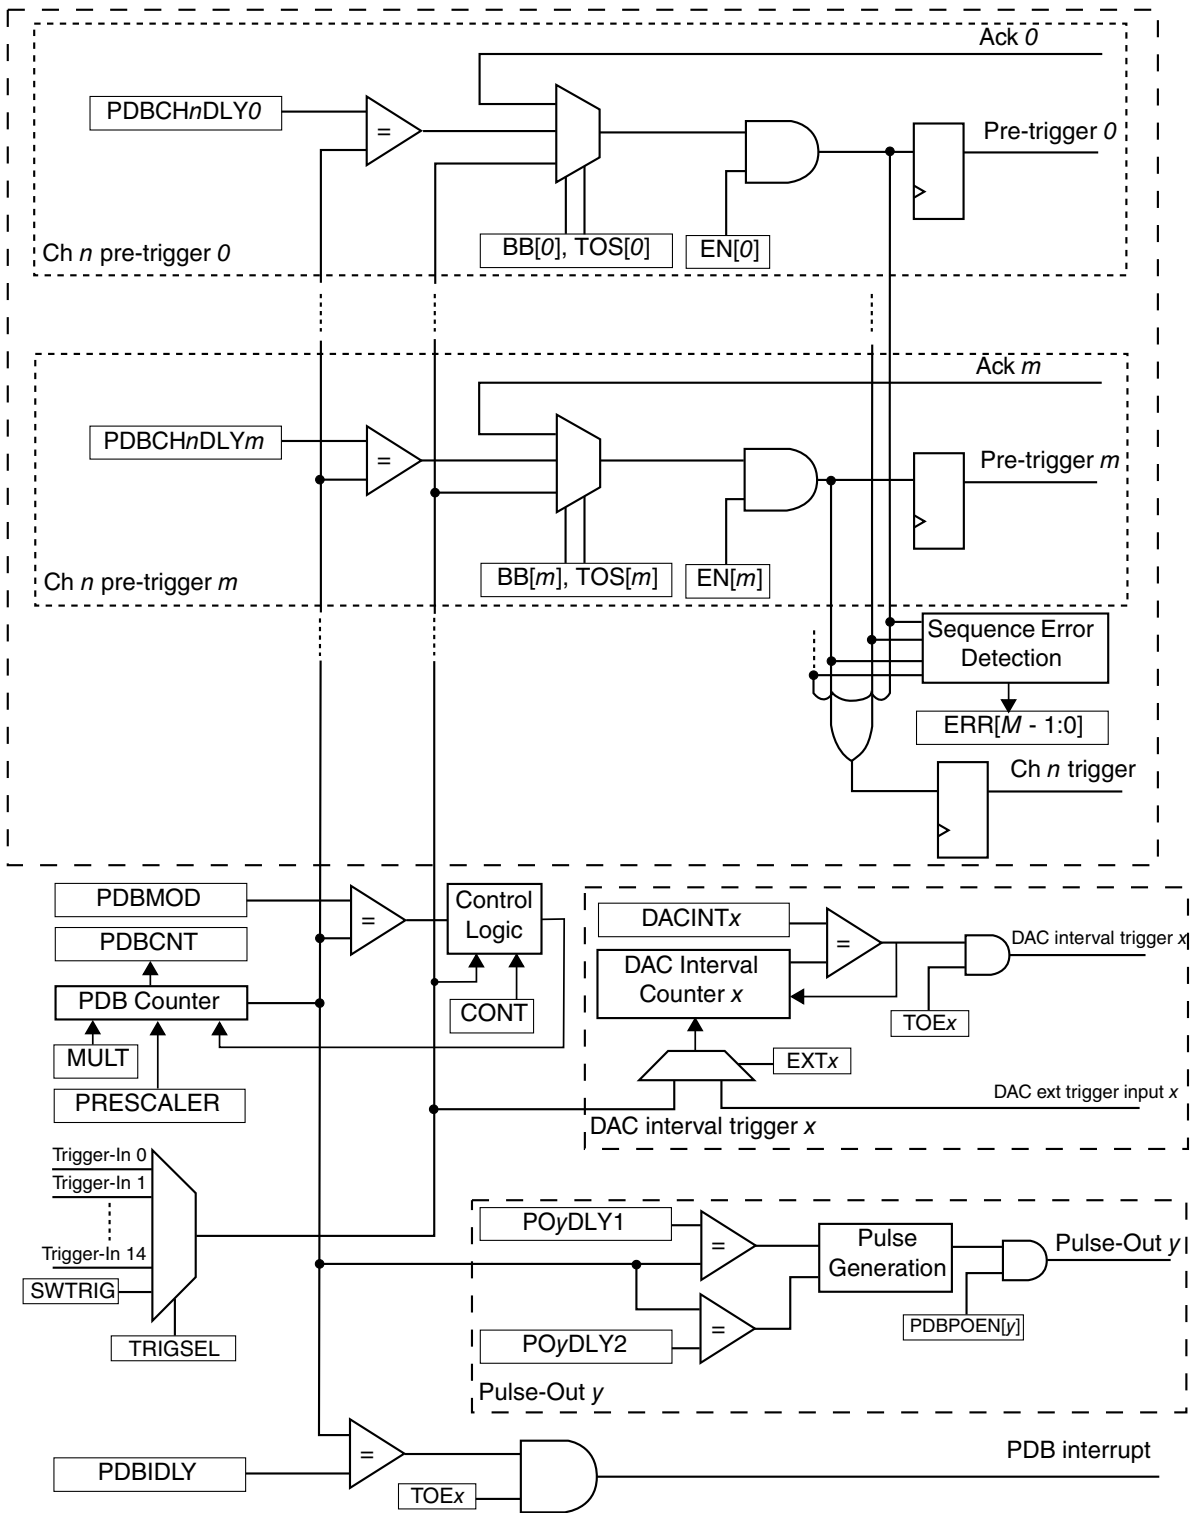 Ack 0
PDBCHnDLY0
=
Pre-trigger 0
BB[0], TOS[0]
EN[0]
Ch n pre-trigger 0
Ack m
PDBCHnDLYm
=
Pre-trigger m
BB[m], TOS[m]
EN[m]
Ch n pre-trigger m
Sequence Error
Detection
ERR[M - 1:0]
Ch n trigger
PDBMOD
=
Control
Logic
PDBCNT
PDB Counter
CONT
MULT
PRESCALER
DACINTx
=
DAC interval trigger x
DAC Interval
Counter x
TOEx
EXTx
DAC ext trigger input x
DAC interval trigger x
Trigger-In 0
Trigger-In 1
Trigger-In 14
SWTRIG
TRIGSEL
POyDLY1
=
Pulse
Generation
Pulse-Out y
=
PDBPOEN[y]
POyDLY2
Pulse-Out y
=
PDB interrupt
PDBIDLY
TOEx